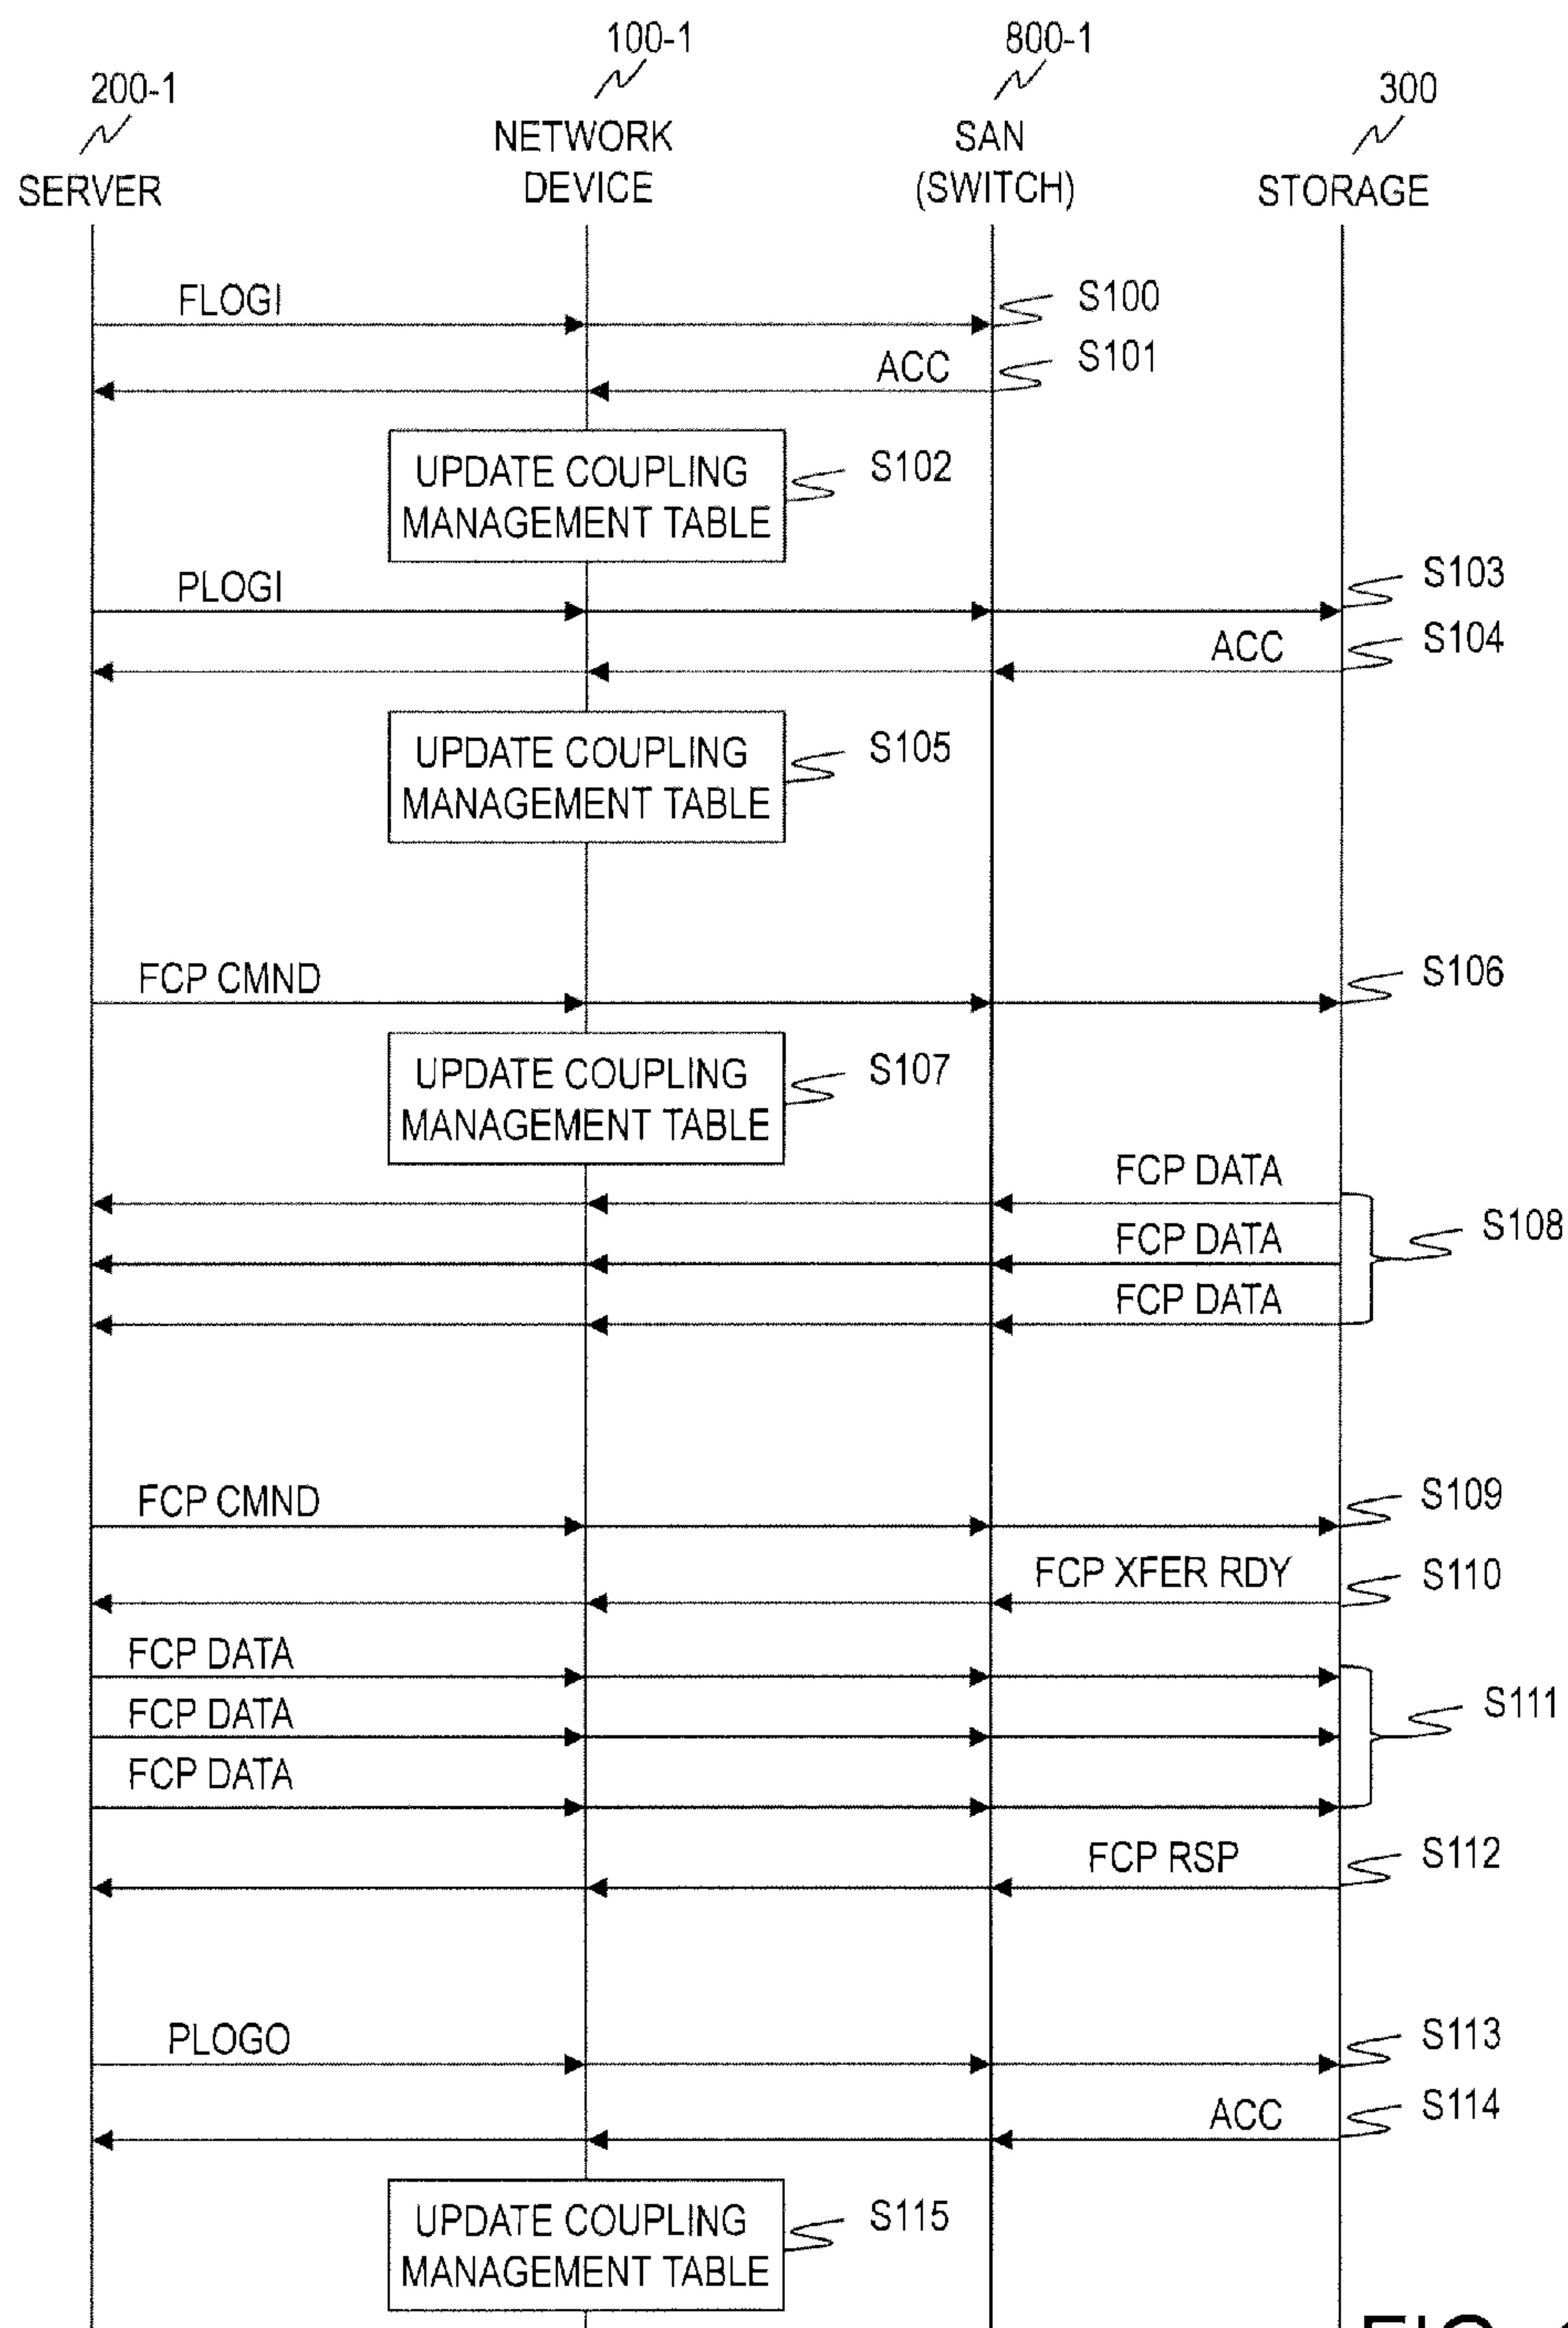 200-1
100-1
800-1
300
SERVER
NETWORK
DEVICE
SAN
(SWITCH)
STORAGE
FLOGI
S100
ACC
S101
UPDATE COUPLING
MANAGEMENT TABLE
S102
PLOGI
S103
ACC
S104
UPDATE COUPLING
MANAGEMENT TABLE
S105
FCP CMND
S106
UPDATE COUPLING
MANAGEMENT TABLE
S107
FCP DATA
FCP DATA
FCP DATA
S108
FCP CMND
S109
FCP XFER RDY
S110
FCP DATA
FCP DATA
FCP DATA
S111
FCP RSP
S112
PLOGO
S113
ACC
S114
UPDATE COUPLING
MANAGEMENT TABLE
S115